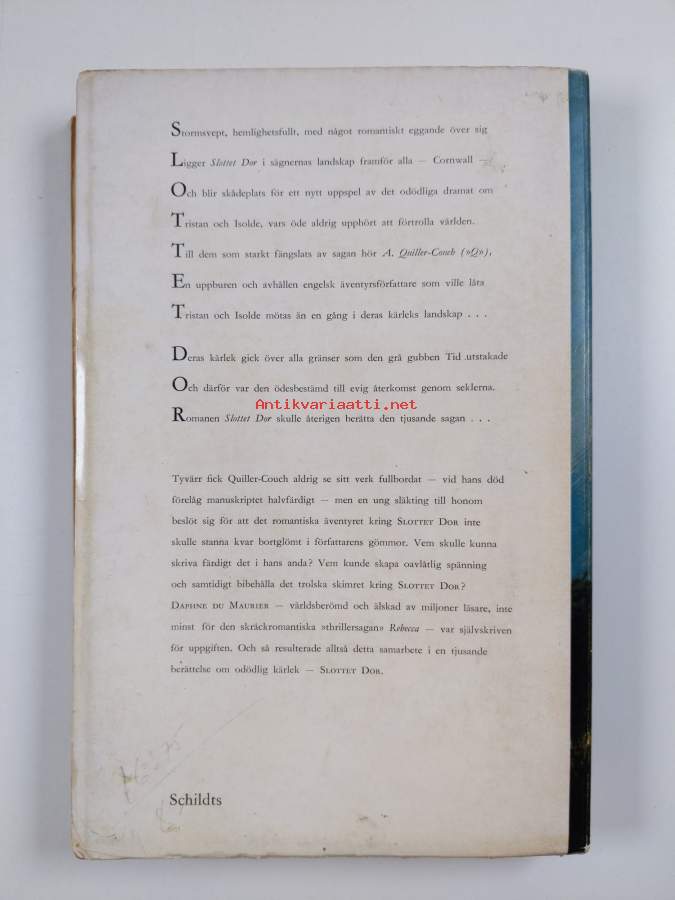 Stormsvept, hemlighetsfullt, med något romantiskt eggande över sig
Ligger Slottet Dor i sägnernas landskap framför alla — Cornwall —
Och blir skådeplats för ett nytt uppspel av det odödliga dramat om
Tristan och Isolde, vars öde aldrig upphört att förtrolla världen.
Till dem som starkt fängslats av sagan hör A. Quiller-Couch (»Q»),
En uppburen och avhållen engelsk äventyrsförfattare som ville låta
Tristan och Isolde mötas än en gång i deras kärleks landskap . . .
Deras kärlek gick över alla gränser som den grå gubben Tid utstakade
Och därför var den ödesbestämd till evig återkomst genom seklerna.
Antikvariaatti.net
Romanen Slottet Dor skulle återigen berätta den tjusande sagan . . .
Tyvärr fick Quiller-Couch aldrig se sitt verk fullbordat — vid hans död
förelåg manuskriptet halvfärdigt — men en ung släkting till honom
beslöt sig för att det romantiska äventyret kring SLOTTET DOR inte
skulle stanna kvar bortglömt i författarens gömmor. Vem skulle kunna
skriva färdigt det i hans anda? Vem kunde skapa oavlåtlig spänning
och samtidigt bibehålla det trolska skimret kring SLOTTET DOR?
DAPHNE DU MAURIER — världsberömd och älskad av miljoner läsare, inte
minst för den skräckromantiska »thrillersagan» Rebecca — var självskriven
för uppgiften. Och så resulterade alltså detta samarbete i en tjusande
berättelse om odödlig kärlek — SLOTTET DOR.
Schildts